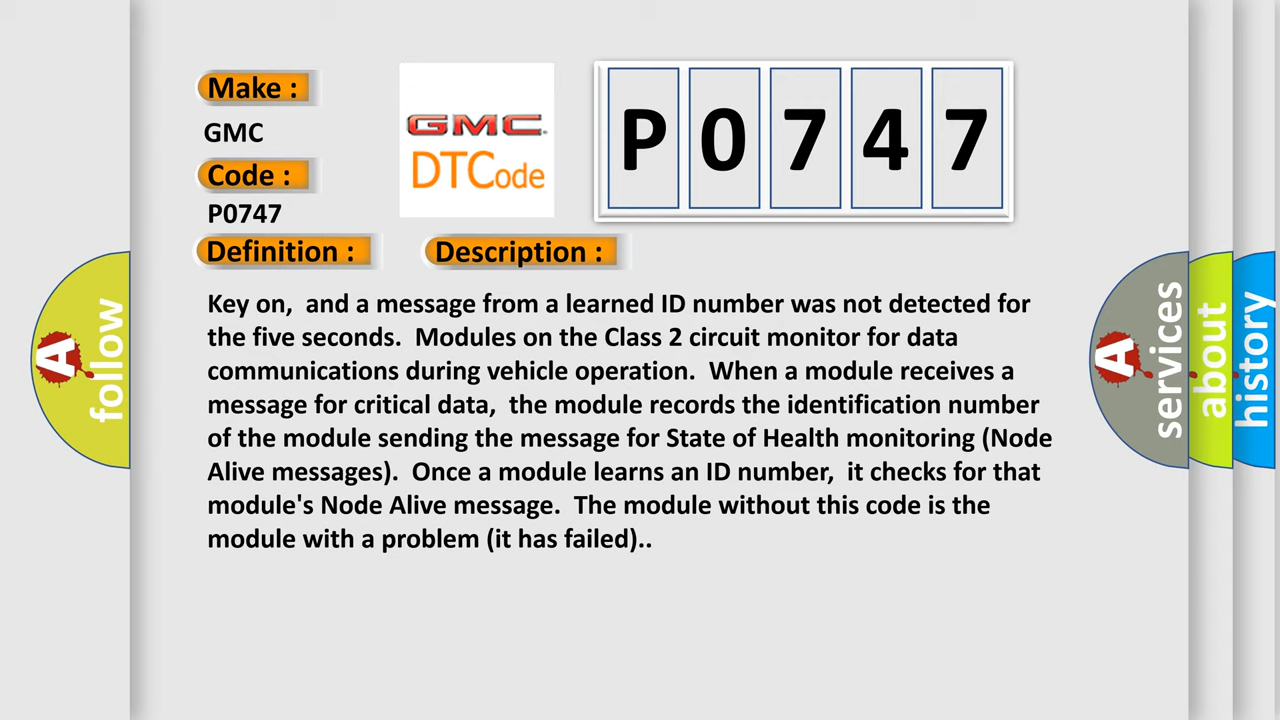 Make :
GMC
Code :
P0747
Definition :
Description :
GMC
DTCode
P0747
Key on,  and a message from a learned ID number was not detected for
the five seconds  Modules on the Class 2 circuit monitor for data
communications during vehicle operation  When a module receives a
message for critical data,  the module records the identification number
of the module sending the message for State of Health monitoring (Node
Alive messages)  Once a module learns an ID number,  it checks for that
module's Node Alive message  The module without this code is the
module with a problem (it has failed)..
A follow
A services
about
history